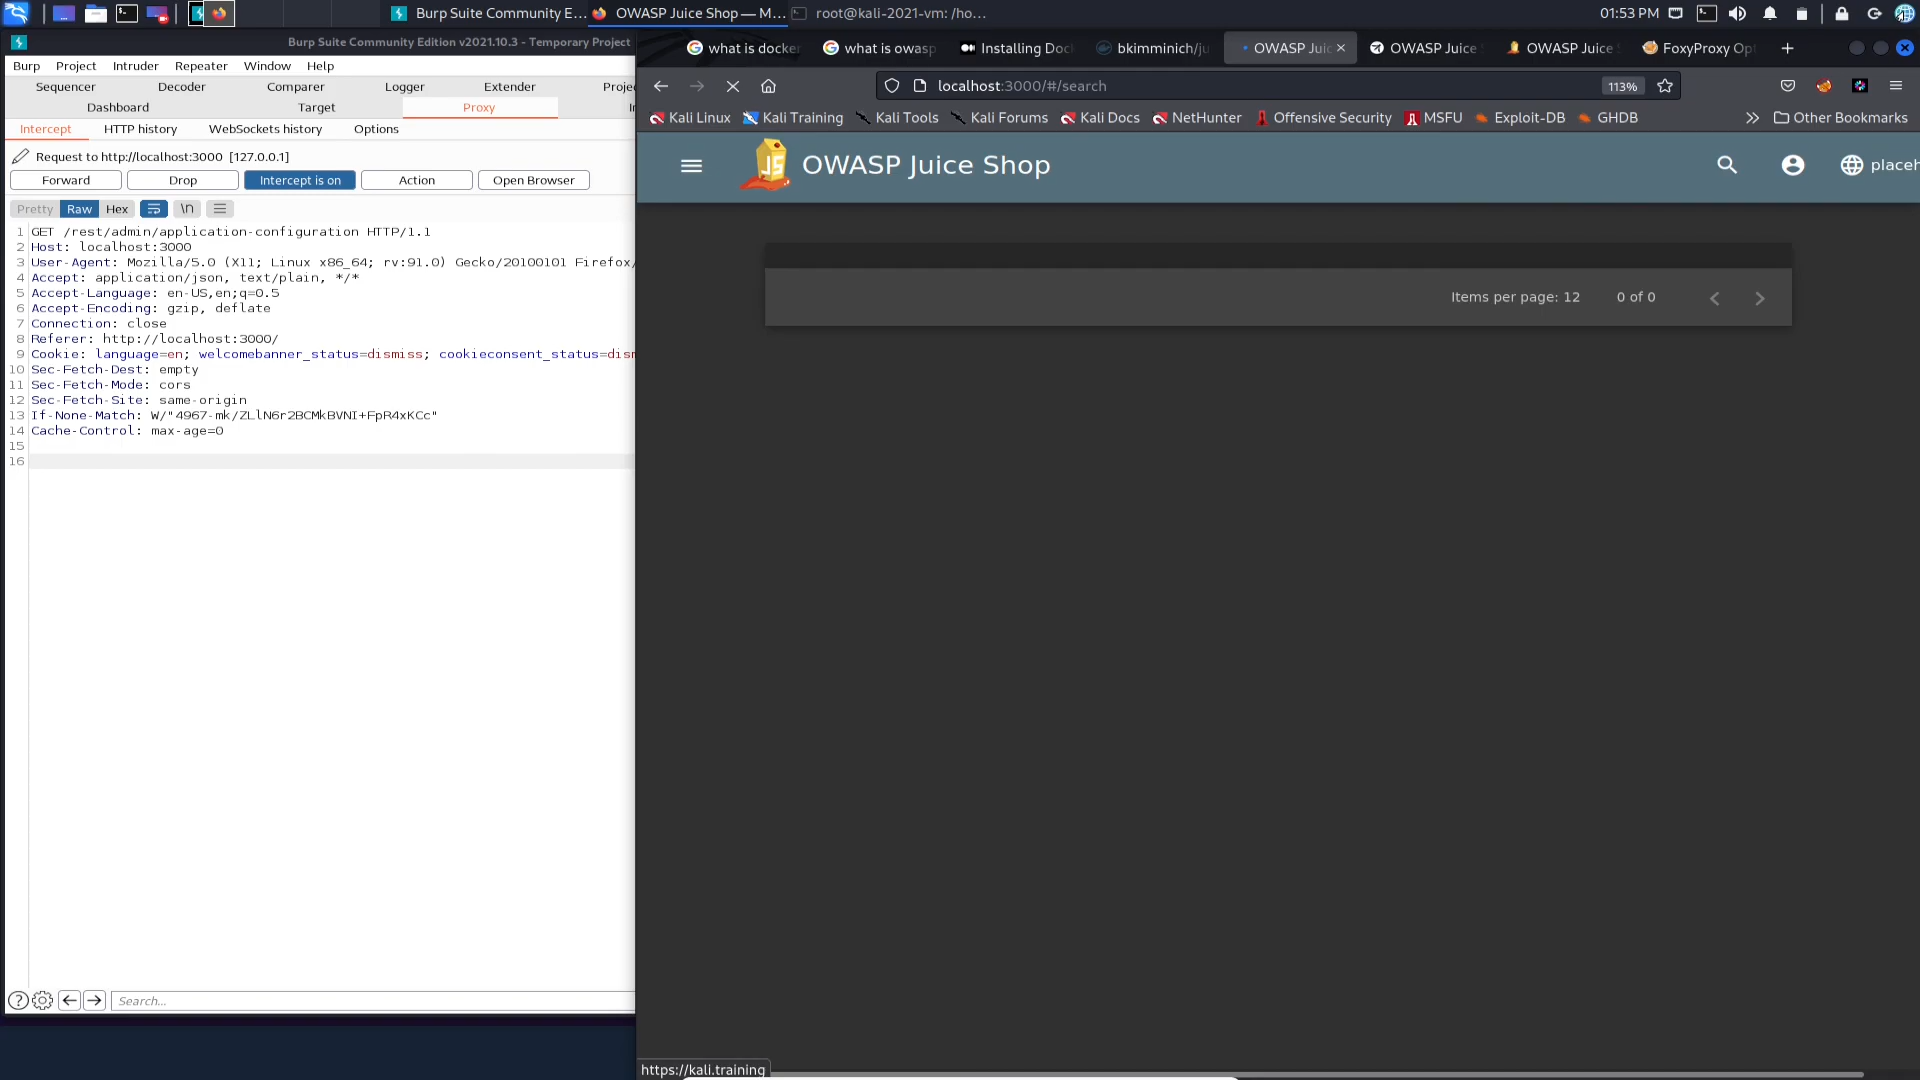 Burp Suite Community E...
OWASP Juice Shop — M...
root@kali-2021-vm: /ho...
01:53 PM
Burp Suite Community Edition v2021.10.3 - Temporary Project
Burp Project Intruder Repeater Window Help
Sequencer Decoder Comparer Logger Extender Projec
Dashboard Target Proxy In
Intercept HTTP history WebSockets history Options
Request to http://localhost:3000 [127.0.0.1]
Forward Drop Intercept is on Action Open Browser
Pretty Raw Hex \n
1 GET /rest/admin/application-configuration HTTP/1.1
2 Host: localhost:3000
3 User-Agent: Mozilla/5.0 (X11; Linux x86_64; rv:91.0) Gecko/20100101 Firefox/
4 Accept: application/json, text/plain, */*
5 Accept-Language: en-US,en;q=0.5
6 Accept-Encoding: gzip, deflate
7 Connection: close
8 Referer: http://localhost:3000/
9 Cookie: language=en; welcomebanner_status=dismiss; cookieconsent_status=dism
10 Sec-Fetch-Dest: empty
11 Sec-Fetch-Mode: cors
12 Sec-Fetch-Site: same-origin
13 If-None-Match: W/"4967-mk/ZLlN6r2BCMkBVNI+FpR4xKCc"
14 Cache-Control: max-age=0
15
16
Search...
what is docker
what is owasp
Installing Doc
bkimminich/ju
OWASP Juic
OWASP Juice
OWASP Juice
FoxyProxy Opt
localhost:3000/#/search
113%
Kali Linux Kali Training Kali Tools Kali Forums Kali Docs NetHunter Offensive Security MSFU Exploit-DB GHDB Other Bookmarks
JS
OWASP Juice Shop
placeh
Items per page: 12 0 of 0
https://kali.training